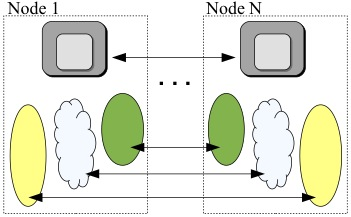 Node 1
Node N
. . .